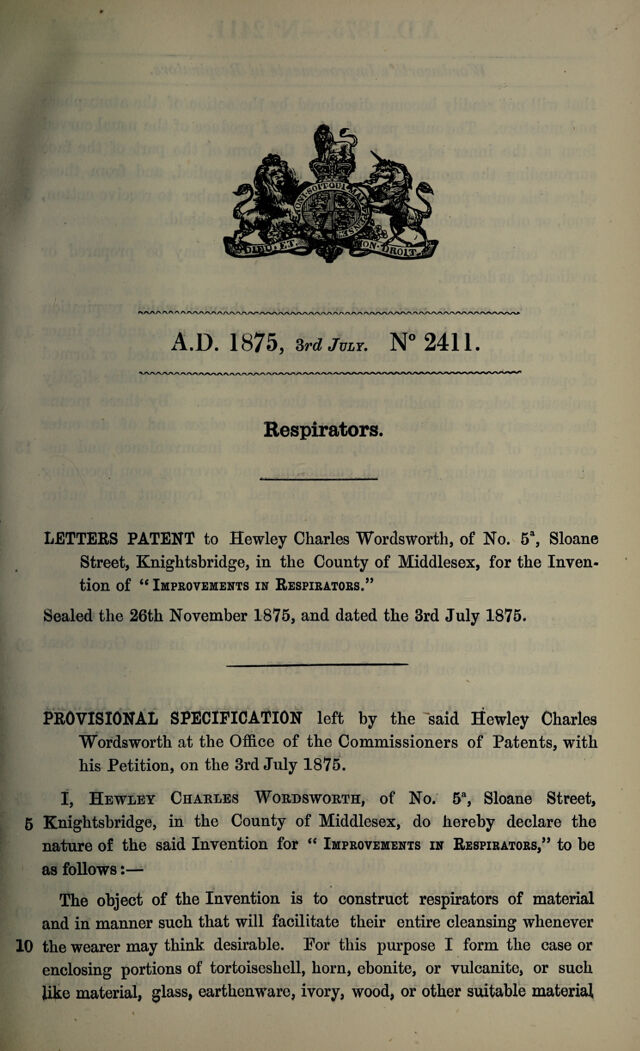 DIEU ET MON DROIT
A.D. 1875, 3rd JULY. N° 2411.
Respirators.
LETTERS PATENT to Hewley Charles Wordsworth, of No. 5ª, Sloane
Street, Knightsbridge, in the County of Middlesex, for the Inven-
tion of “ IMPROVEMENTS IN RESPIRATORS.”
Sealed the 26th November 1875, and dated the 3rd July 1875.
PROVISIONAL SPECIFICATION left by the said Hewley Charles
Wordsworth at the Office of the Commissioners of Patents, with
his Petition, on the 3rd July 1875.
I, HEWLEY CHARLES WORDSWORTH, of No. 5ª, Sloane Street,
5 Knightsbridge, in the County of Middlesex, do hereby declare the
nature of the said Invention for “ IMPROVEMENTS IN RESPIRATORS,” to be
as follows :—
The object of the Invention is to construct respirators of material
and in manner such that will facilitate their entire cleansing whenever
10 the wearer may think desirable. For this purpose I form the case or
enclosing portions of tortoiseshell, horn, ebonite, or vulcanite, or such
like material, glass, earthenware, ivory, wood, or other suitable material